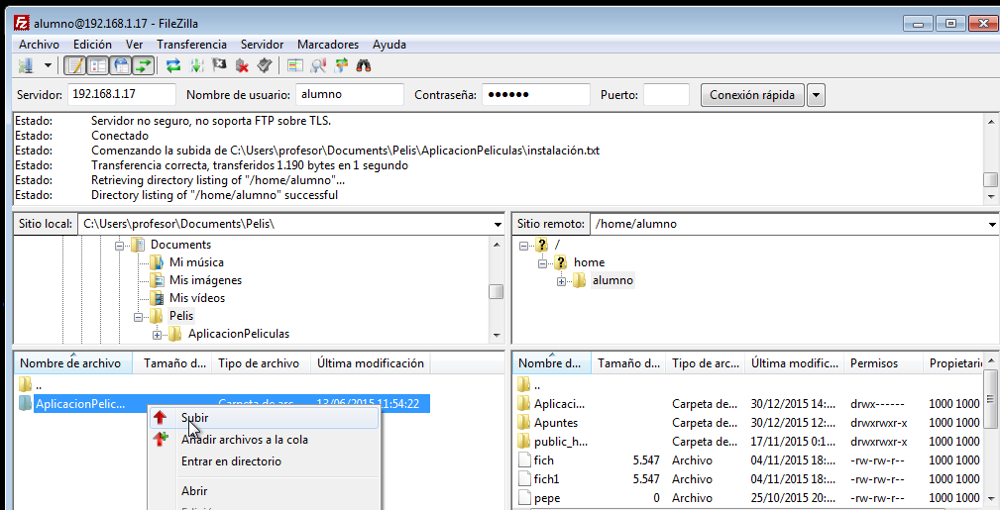 alumno@192.168.1.17 - FileZilla
Archivo Edición Ver Transferencia Servidor Marcadores Ayuda
Servidor: 192.168.1.17 Nombre de usuario: alumno Contraseña: ●●●●●● Puerto: Conexión rápida
Estado: Servidor no seguro, no soporta FTP sobre TLS.
Estado: Conectado
Estado: Comenzando la subida de C:\Users\profesor\Documents\Pelis\AplicacionPeliculas\instalación.txt
Estado: Transferencia correcta, transferidos 1.190 bytes en 1 segundo
Estado: Retrieving directory listing of "/home/alumno"...
Estado: Directory listing of "/home/alumno" successful
Sitio local: C:\Users\profesor\Documents\Pelis\
Documents
Mi música
Mis imágenes
Mis vídeos
Pelis
AplicacionPeliculas
Sitio remoto: /home/alumno
/
home
alumno
Nombre de archivo Tamaño d... Tipo de archivo Última modificación
..
AplicacionPelic... Carpeta de arc... 13/06/2015 11:54:22
Subir
Añadir archivos a la cola
Entrar en directorio
Abrir
Nombre d... Tamaño d... Tipo de arc... Última modific... Permisos Propietari
..
Aplicaci... Carpeta de... 30/12/2015 14:... drwx------ 1000 1000
Apuntes Carpeta de... 30/12/2015 12:... drwxrwxr-x 1000 1000
public_h... Carpeta de... 17/11/2015 0:1... drwxrwxr-x 1000 1000
fich 5.547 Archivo 04/11/2015 18:... -rw-rw-r-- 1000 1000
fich1 5.547 Archivo 04/11/2015 18:... -rw-rw-r-- 1000 1000
pepe 0 Archivo 25/10/2015 20:... -rw-rw-r-- 1000 1000